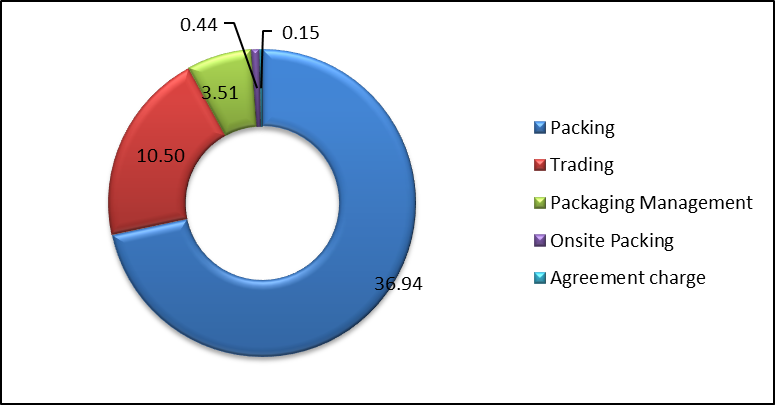 0.44
0.15
3.51
10.50
36.94
Packing
Trading
Packaging Management
Onsite Packing
Agreement charge